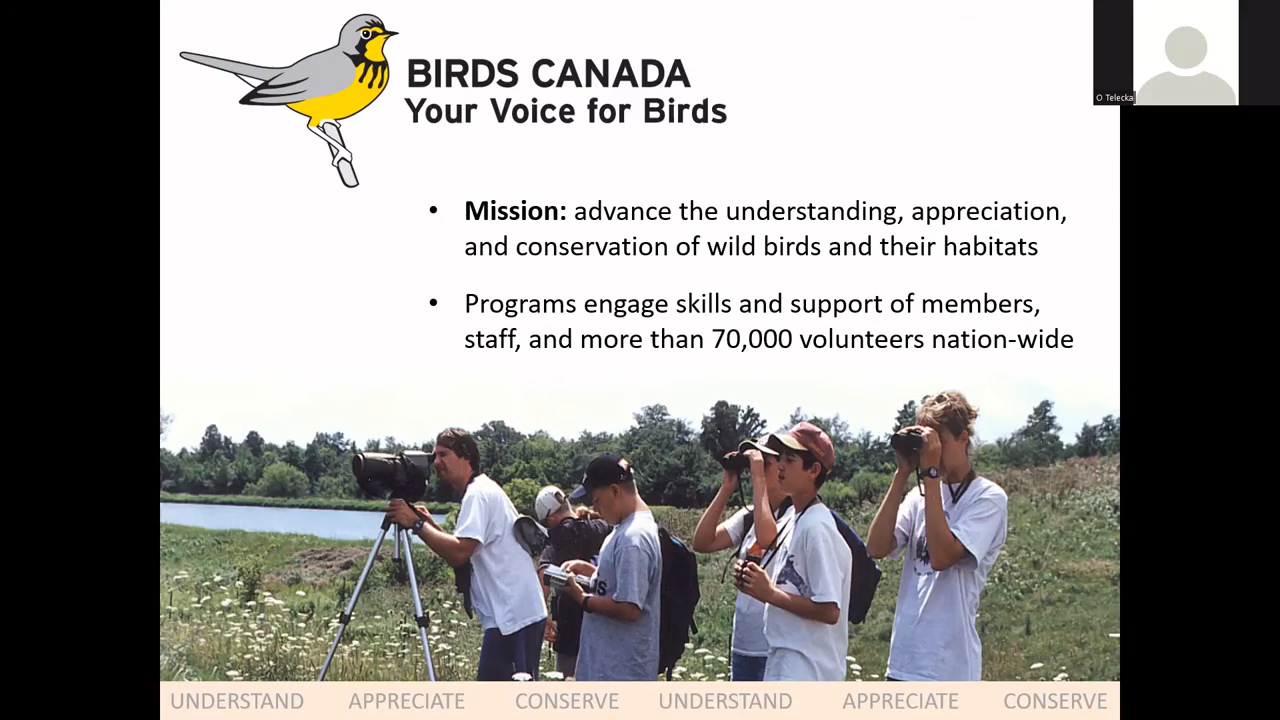 BIRDS CANADA
Your Voice for Birds
O Telecka
• Mission: advance the understanding, appreciation,
and conservation of wild birds and their habitats
• Programs engage skills and support of members,
staff, and more than 70,000 volunteers nation-wide
UNDERSTAND APPRECIATE CONSERVE UNDERSTAND APPRECIATE CONSERVE